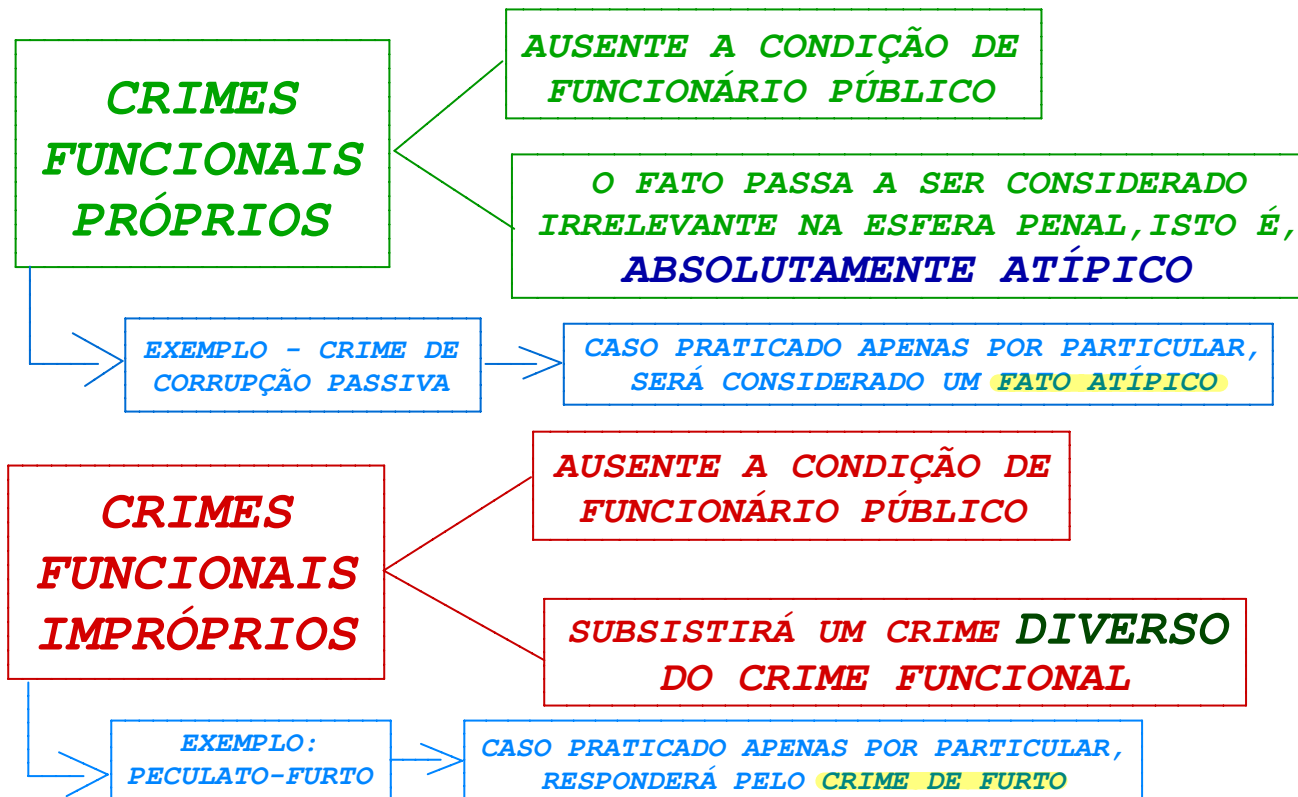 CRIMES
FUNCIONAIS
PRÓPRIOS
AUSENTE A CONDIÇÃO DE
FUNCIONÁRIO PÚBLICO
O FATO PASSA A SER CONSIDERADO
IRRELEVANTE NA ESFERA PENAL,ISTO É,
ABSOLUTAMENTE ATÍPICO
EXEMPLO - CRIME DE
CORRUPÇÃO PASSIVA
CASO PRATICADO APENAS POR PARTICULAR,
SERÁ CONSIDERADO UM FATO ATÍPICO
CRIMES
FUNCIONAIS
IMPRÓPRIOS
AUSENTE A CONDIÇÃO DE
FUNCIONÁRIO PÚBLICO
SUBSISTIRÁ UM CRIME DIVERSO
DO CRIME FUNCIONAL
EXEMPLO:
PECULATO-FURTO
CASO PRATICADO APENAS POR PARTICULAR,
RESPONDERÁ PELO CRIME DE FURTO